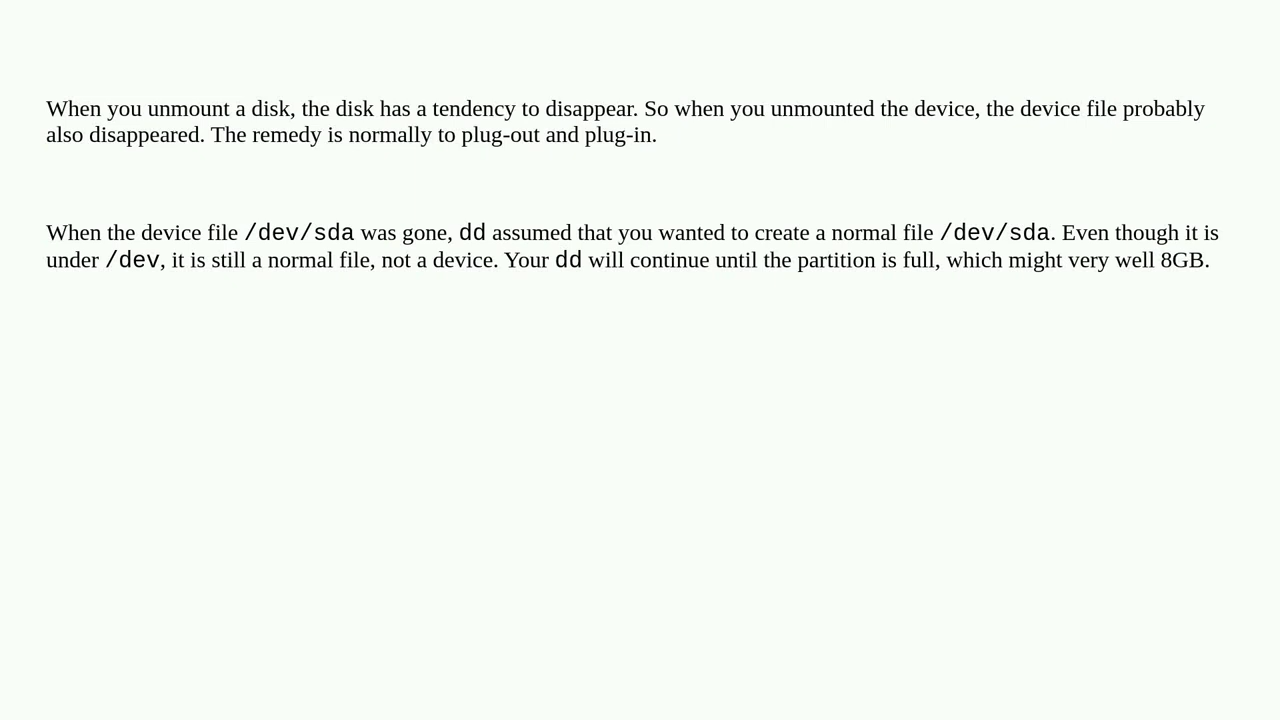 When you unmount a disk, the disk has a tendency to disappear. So when you unmounted the device, the device file probably
also disappeared. The remedy is normally to plug-out and plug-in.
When the device file /dev/sda was gone, dd assumed that you wanted to create a normal file /dev/sda. Even though it is
under /dev, it is still a normal file, not a device. Your dd will continue until the partition is full, which might very well 8GB.